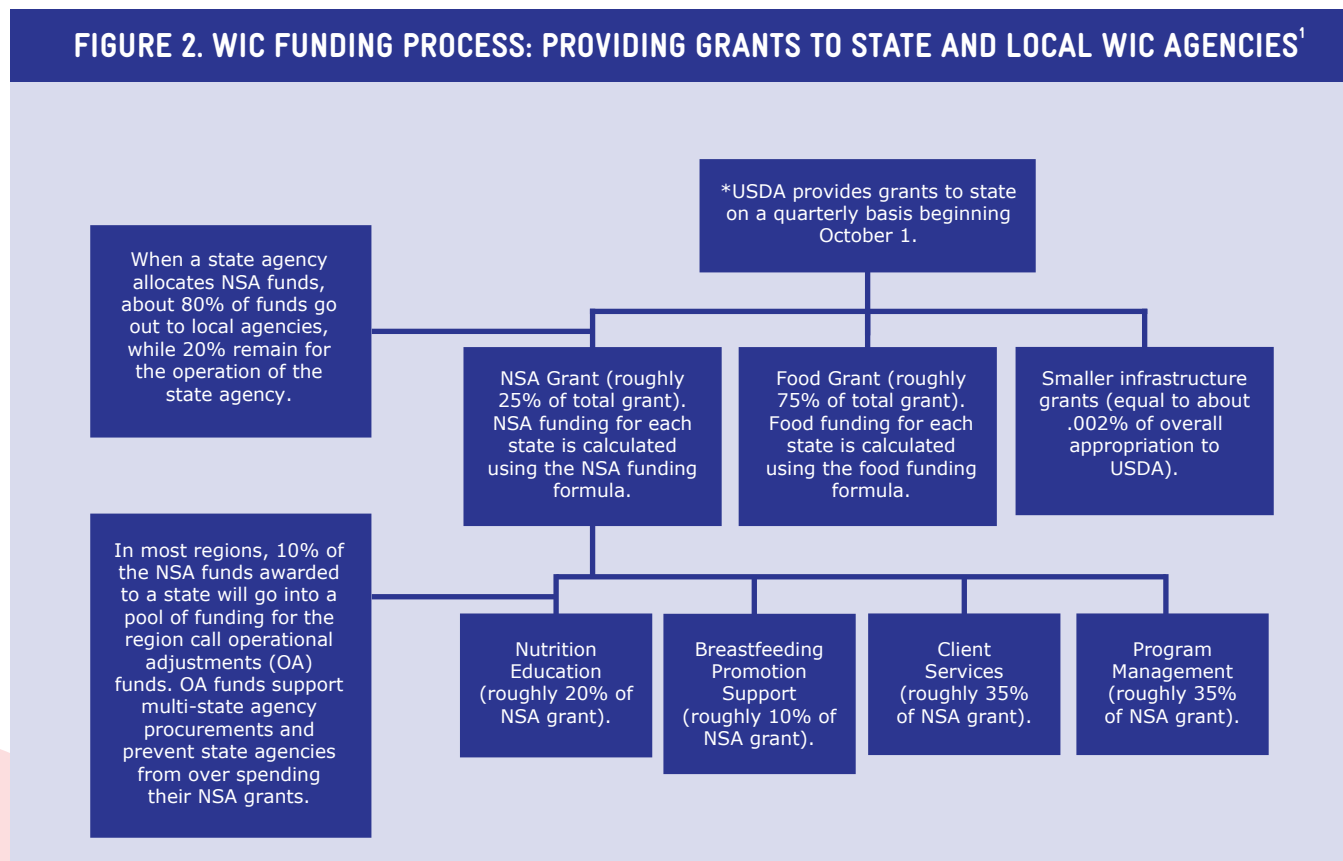 FIGURE 2. WIC FUNDING PROCESS: PROVIDING GRANTS TO STATE AND LOCAL WIC AGENCIES¹
*USDA provides grants to state
on a quarterly basis beginning
October 1.
When a state agency
allocates NSA funds,
about 80% of funds go
out to local agencies,
while 20% remain for
the operation of the
state agency.
NSA Grant (roughly
25% of total grant).
NSA funding for each
state is calculated
using the NSA funding
formula.
Food Grant (roughly
75% of total grant).
Food funding for each
state is calculated
using the food funding
formula.
Smaller infrastructure
grants (equal to about
.002% of overall
appropriation to
USDA).
In most regions, 10% of
the NSA funds awarded
to a state will go into a
pool of funding for the
region call operational
adjustments (OA)
funds. OA funds support
multi-state agency
procurements and
prevent state agencies
from over spending
their NSA grants.
Nutrition
Education
(roughly 20% of
NSA grant).
Breastfeeding
Promotion
Support
(roughly 10% of
NSA grant).
Client
Services
(roughly 35%
of NSA grant).
Program
Management
(roughly 35%
of NSA grant).